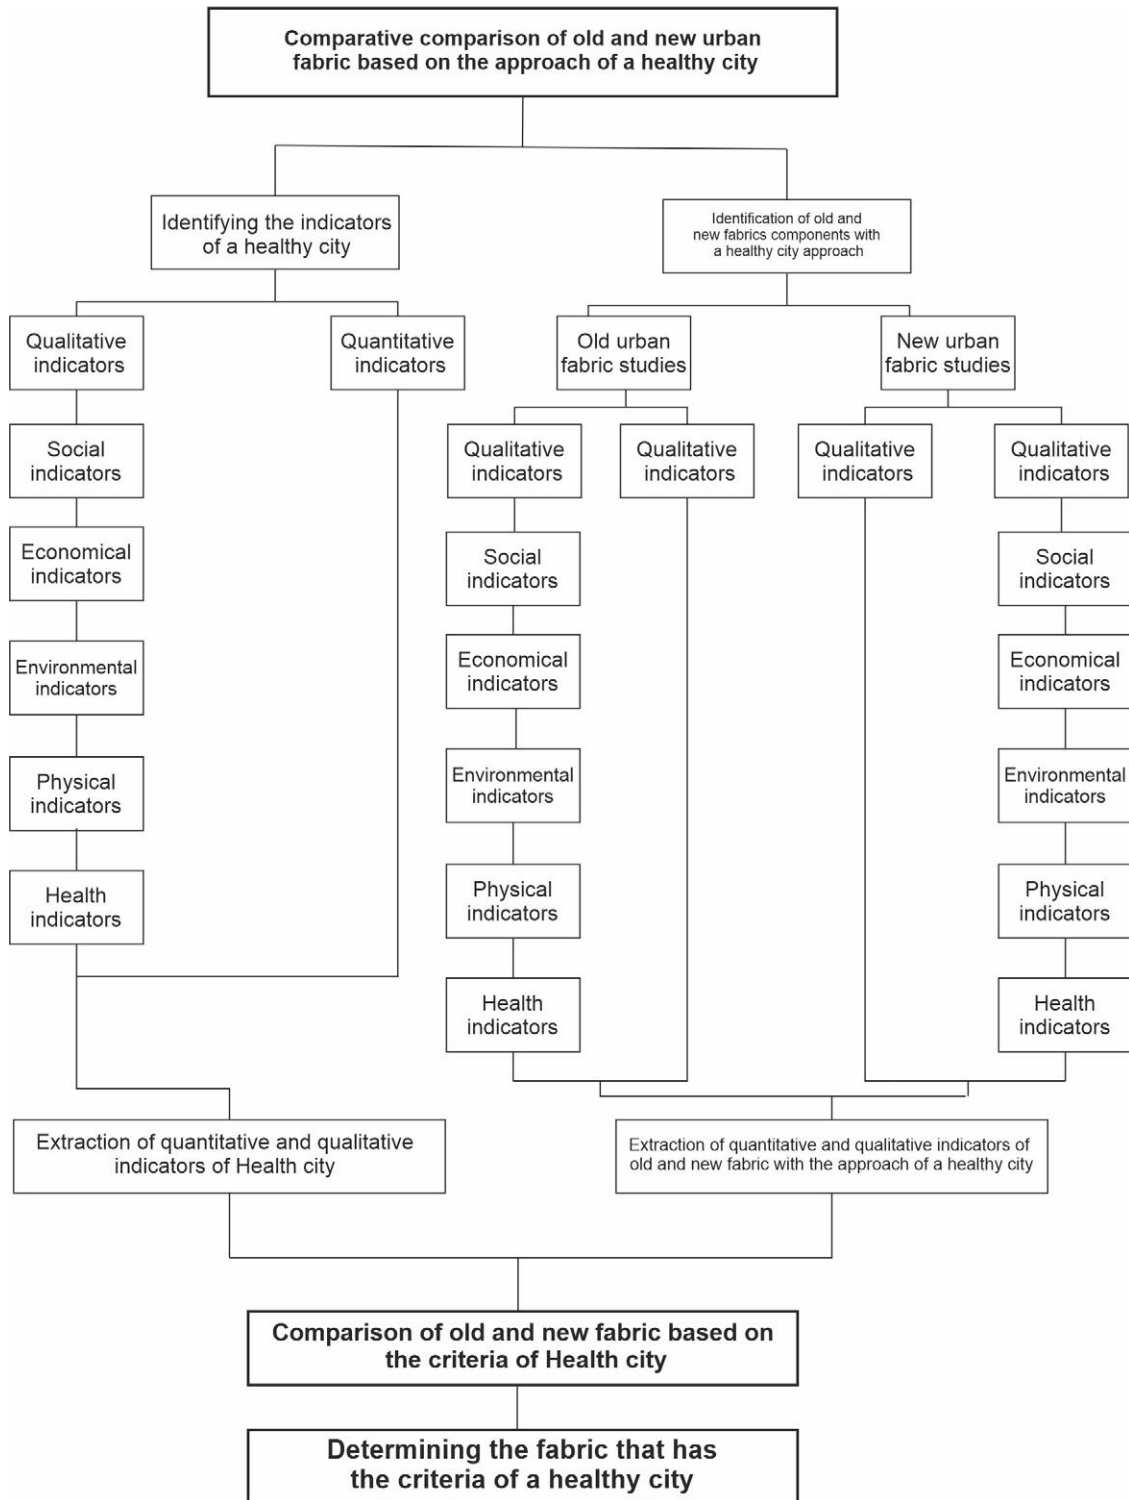 Comparative comparison of old and new urban
fabric based on the approach of a healthy city
Identifying the indicators
of a healthy city
Identification of old and
new fabrics components with
a healthy city approach
Qualitative
indicators
Quantitative
indicators
Old urban
fabric studies
New urban
fabric studies
Social
indicators
Economical
indicators
Environmental
indicators
Physical
indicators
Health
indicators
Qualitative
indicators
Qualitative
indicators
Qualitative
indicators
Qualitative
indicators
Social
indicators
Social
indicators
Economical
indicators
Economical
indicators
Environmental
indicators
Environmental
indicators
Physical
indicators
Physical
indicators
Health
indicators
Health
indicators
Extraction of quantitative and qualitative
indicators of Health city
Extraction of quantitative and qualitative indicators of
old and new fabric with the approach of a healthy city
Comparison of old and new fabric based on
the criteria of Health city
Determining the fabric that has
the criteria of a healthy city